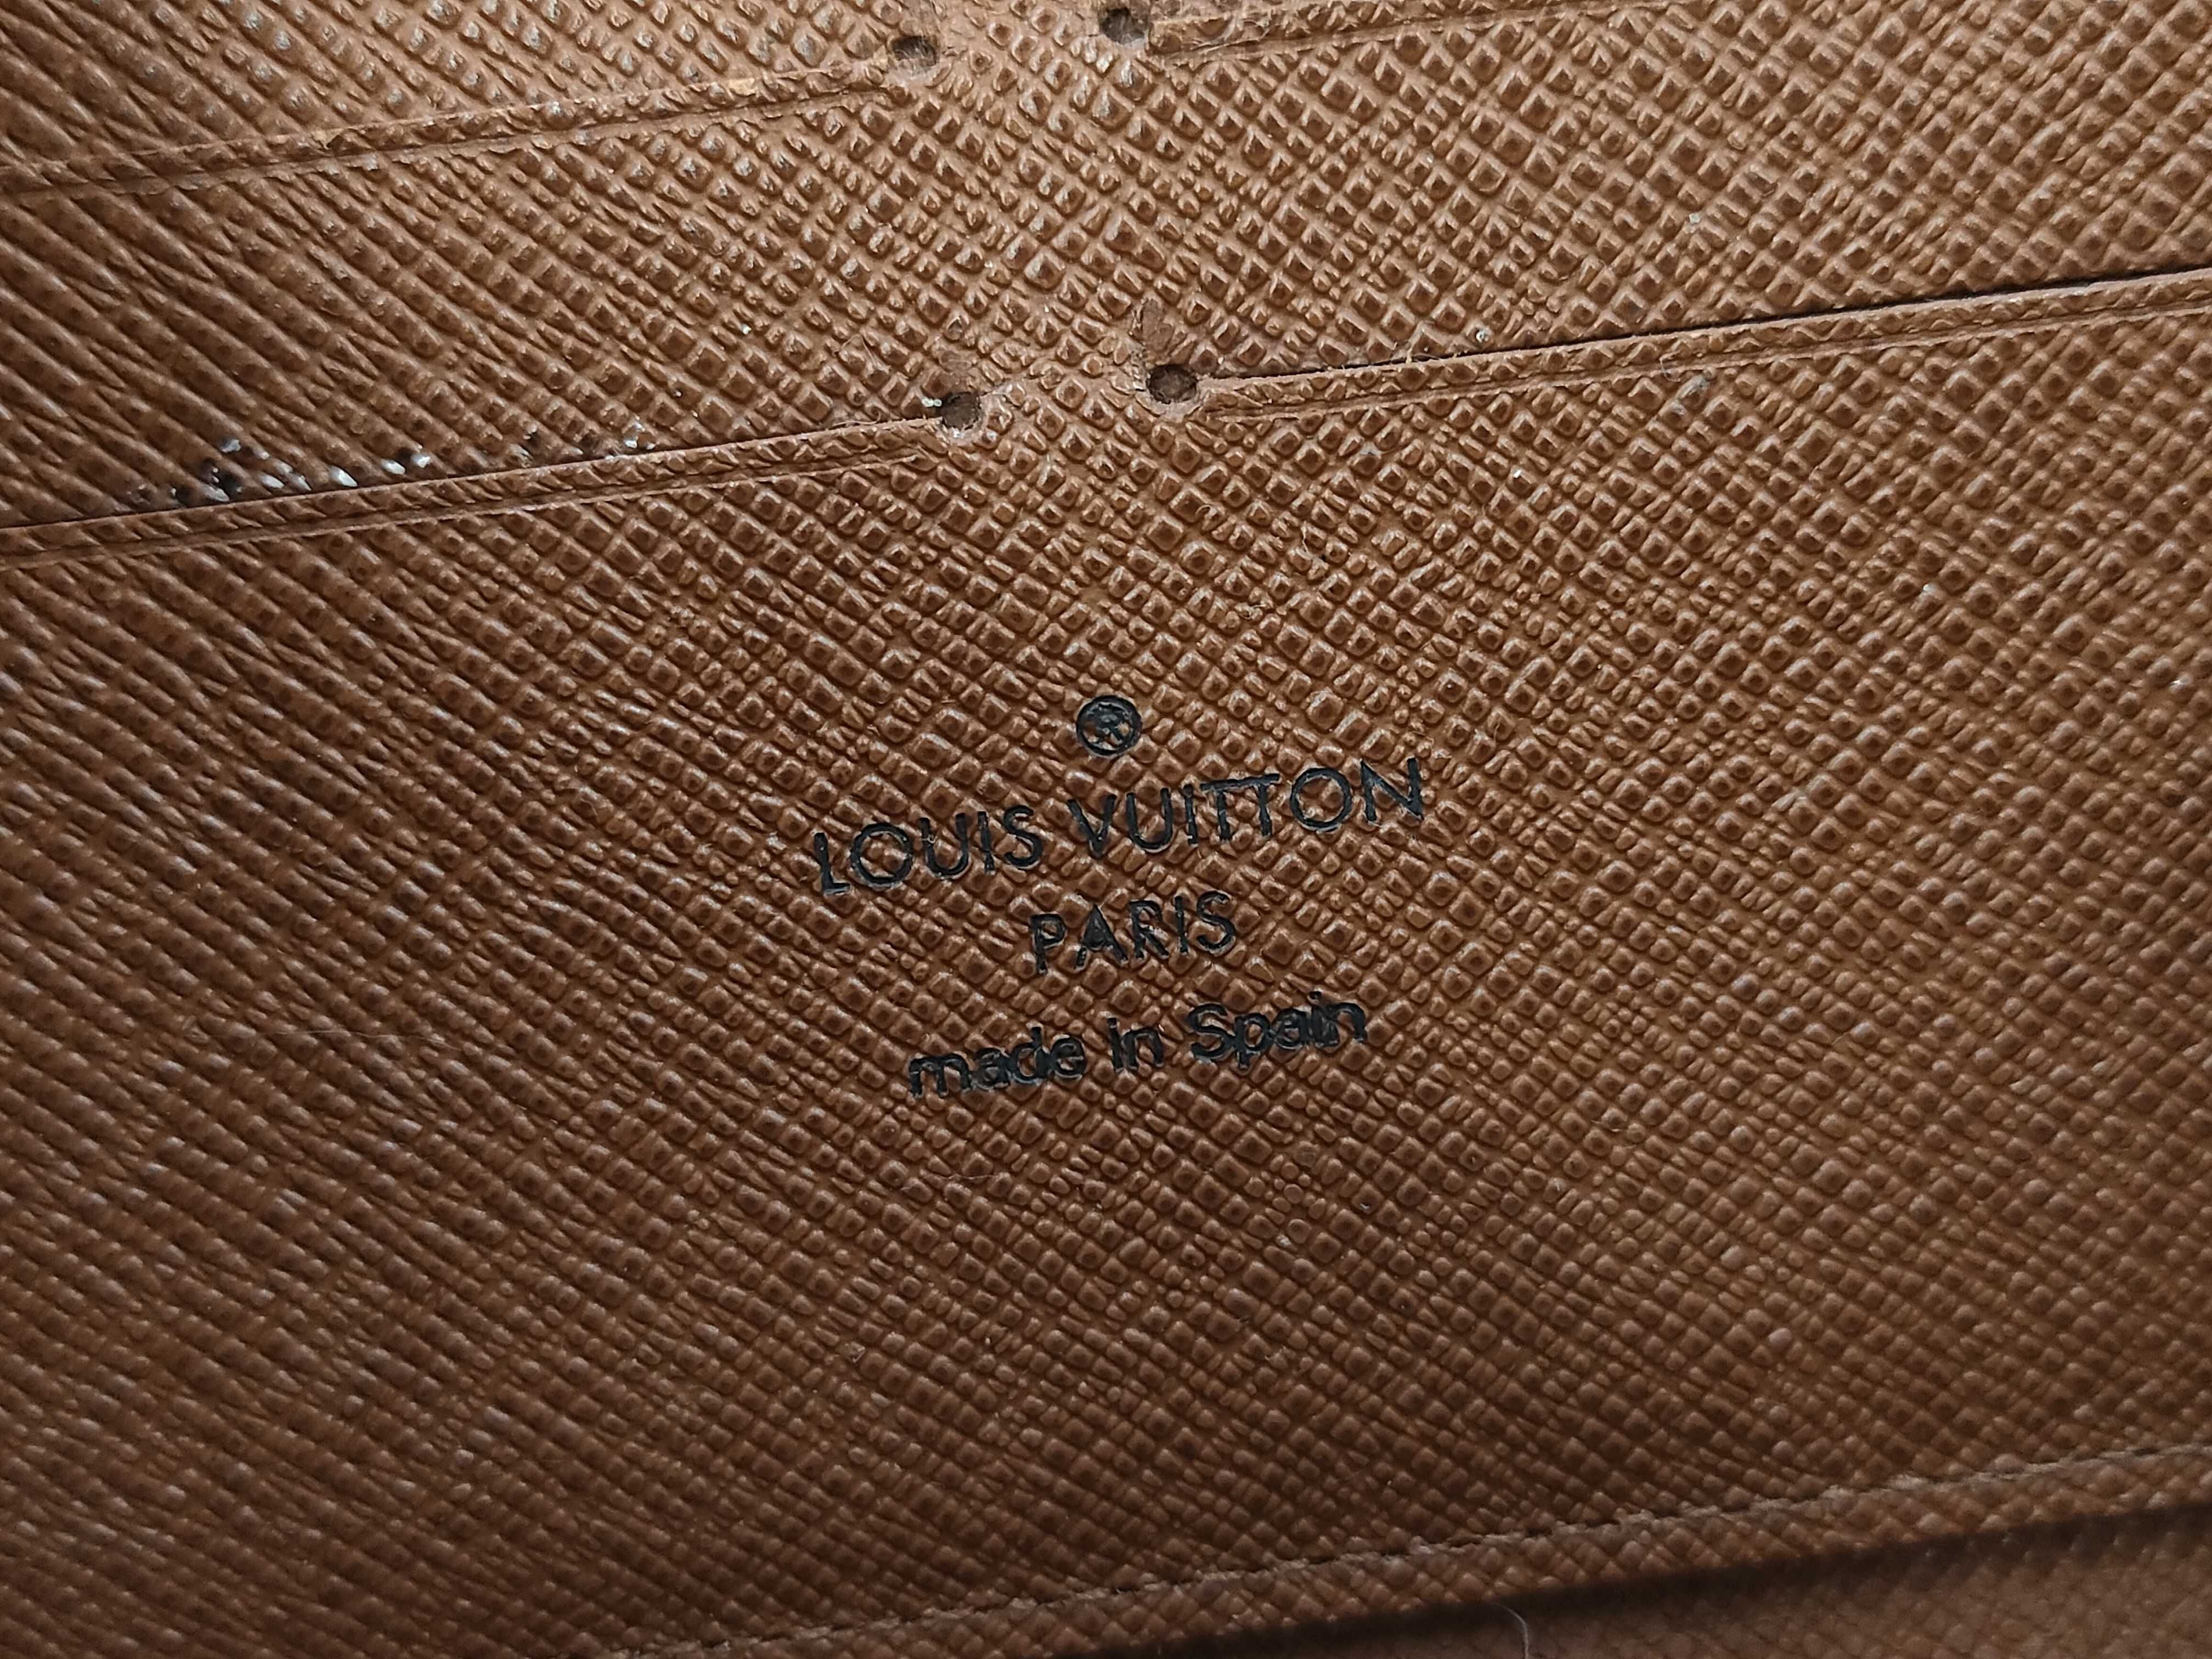 ®
LOUIS VUITTON
PARIS
made in Spain